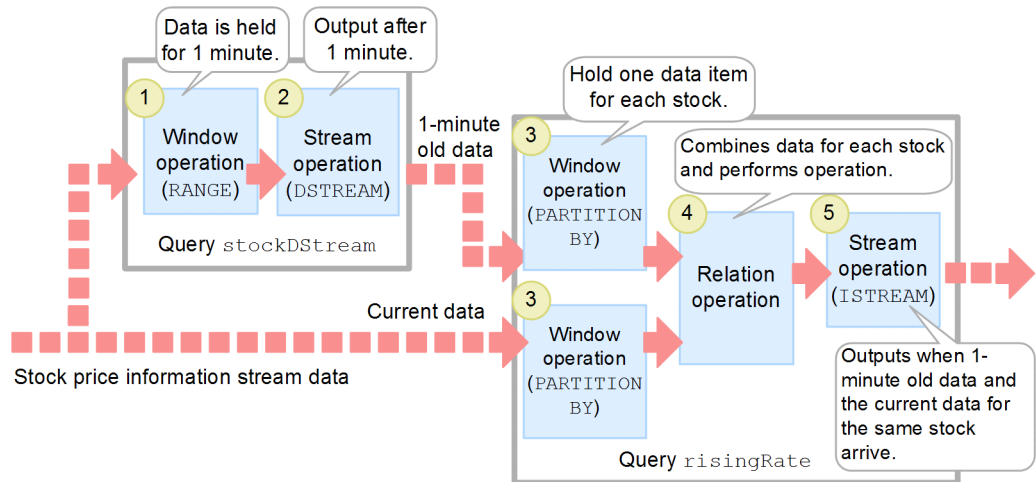 Data is held
for 1 minute.
Output after
1 minute.
1
Window
operation
(RANGE)
2
Stream
operation
(DSTREAM)
Query stockDStream
1-minute
old data
Hold one data item
for each stock.
3
Window
operation
(PARTITION
BY)
Combines data for each stock
and performs operation.
4
Relation
operation
5
Stream
operation
(ISTREAM)
Current data
3
Window
operation
(PARTITION
BY)
Stock price information stream data
Outputs when 1-
minute old data and
the current data for
the same stock
arrive.
Query risingRate